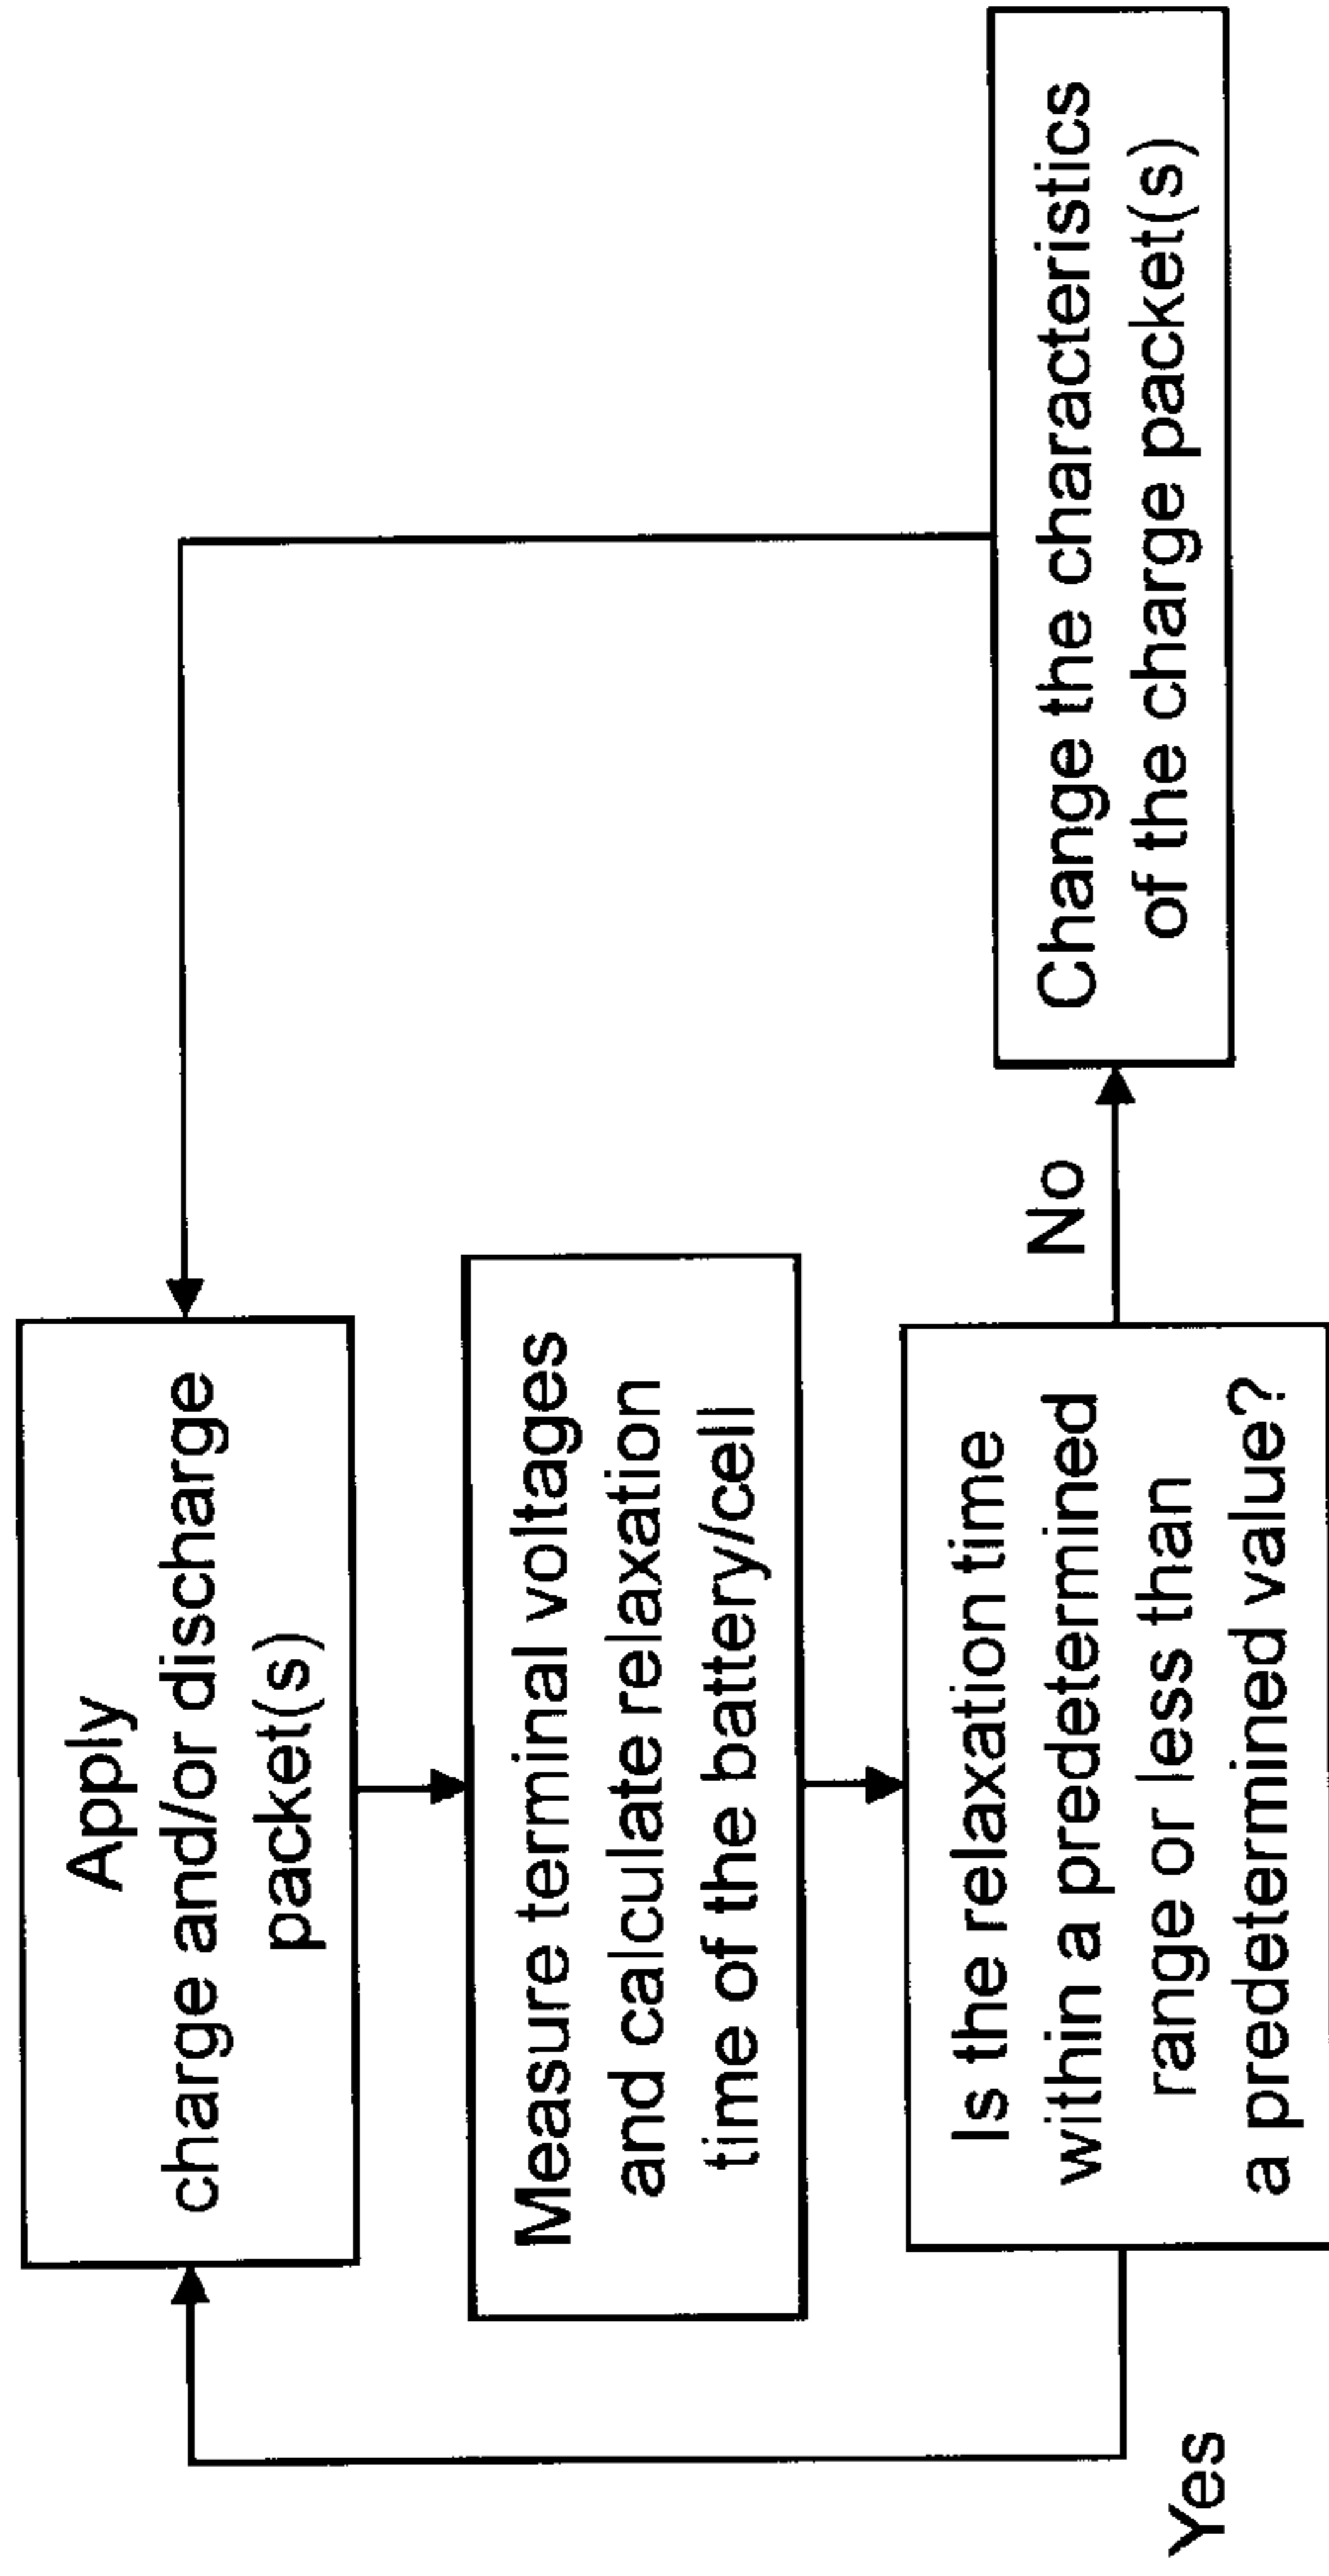 Apply
charge and/or discharge
packet(s)
Measure terminal voltages
and calculate relaxation
time of the battery/cell
Is the relaxation time
within a predetermined
range or less than
a predetermined value?
Yes
No
Change the characteristics
of the charge packet(s)